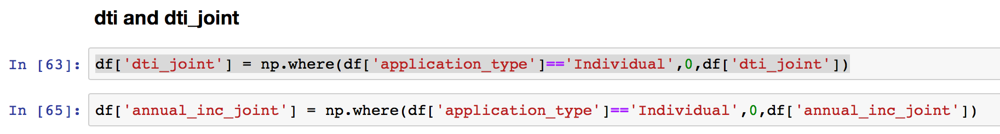 dti and dti_joint
In [63]: df['dti_joint'] = np.where(df['application_type']=='Individual',0,df['dti_joint'])
In [65]: df['annual_inc_joint'] = np.where(df['application_type']=='Individual',0,df['annual_inc_joint'])